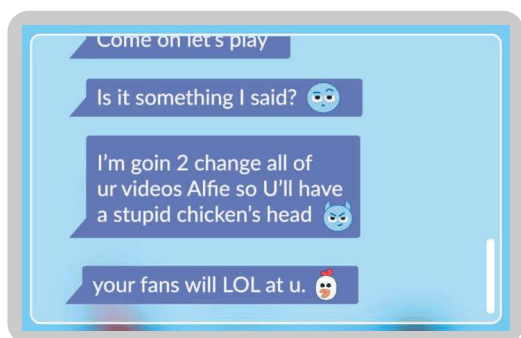 Come on let's play
Is it something I said?
I'm goin 2 change all of
ur videos Alfie so U'll have
a stupid chicken's head
your fans will LOL at u.